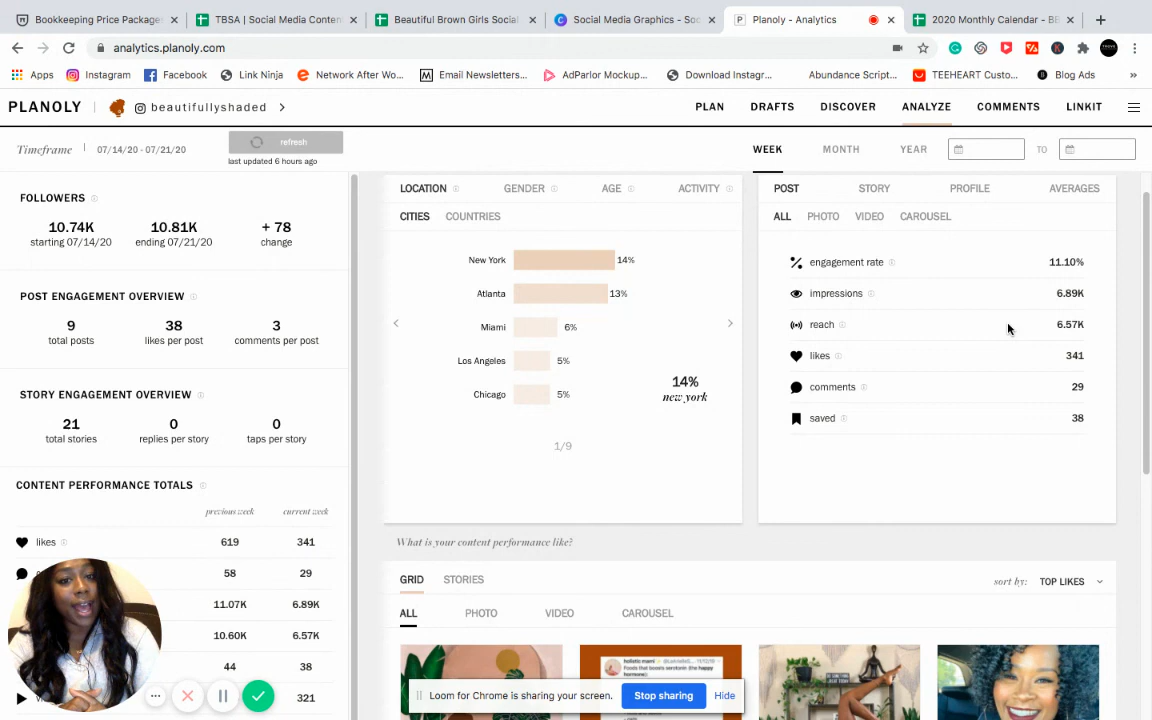 Bookkeeping Price Package
TBSA | Social Media Conten
Beautiful Brown Girls Social
Social Media Graphics - Soc
Planoly - Analytics
2020 Monthly Calendar - BB
analytics.planoly.com
Apps
Instagram
Facebook
Link Ninja
Network After Wo...
Email Newsletters...
AdParlor Mockup...
Download Instagr...
Abundance Script...
TEEHEART Custo...
Blog Ads
PLANOLY
beautifullyshaded
PLAN
DRAFTS
DISCOVER
ANALYZE
COMMENTS
LINKIT
Timeframe
07/14/20 - 07/21/20
refresh
last updated 6 hours ago
WEEK
MONTH
YEAR
TO
FOLLOWERS
10.74K 10.81K + 78
starting 07/14/20 ending 07/21/20 change
POST ENGAGEMENT OVERVIEW
9 38 3
total posts likes per post comments per post
STORY ENGAGEMENT OVERVIEW
21 0 0
total stories replies per story taps per story
CONTENT PERFORMANCE TOTALS
previous week current week
likes 619 341
58 29
11.07K 6.89K
10.60K 6.57K
44 38
321
LOCATION GENDER AGE ACTIVITY
CITIES COUNTRIES
New York 14%
Atlanta 13%
Miami 6%
Los Angeles 5%
Chicago 5%
14%
new york
1/9
POST STORY PROFILE AVERAGES
ALL PHOTO VIDEO CAROUSEL
engagement rate 11.10%
impressions 6.89K
reach 6.57K
likes 341
comments 29
saved 38
What is your content performance like?
GRID STORIES
sort by: TOP LIKES
ALL PHOTO VIDEO CAROUSEL
Foods that boosts serotonin (the happy
hormone)
Loom for Chrome is sharing your screen.
Stop sharing
Hide